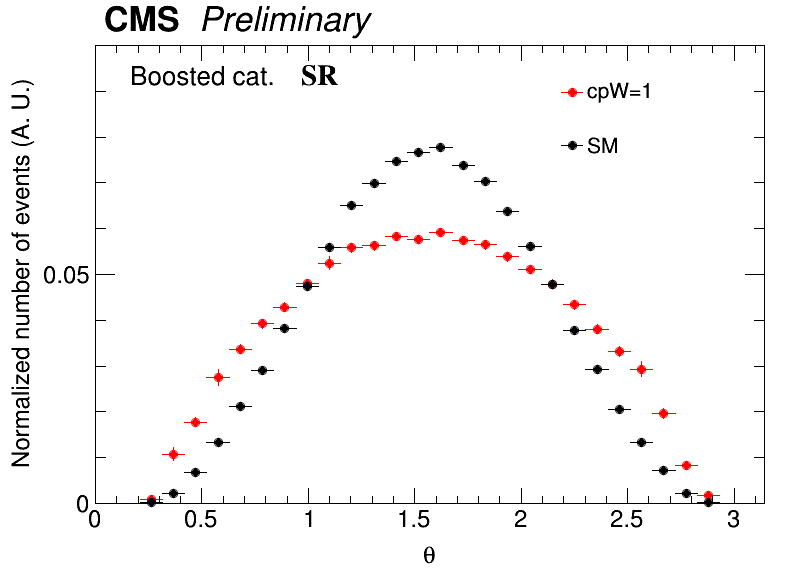 CMS Preliminary
Boosted cat. SR
cpW=1
SM
Normalized number of events (A. U.)
0.05
0
0 0.5 1 1.5 2 2.5 3
θ